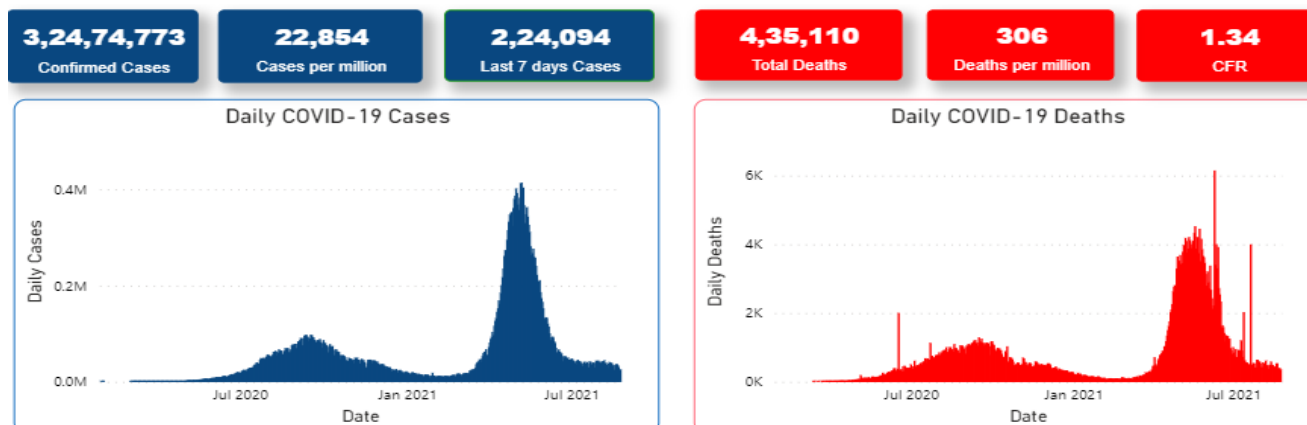 3,24,74,773
Confirmed Cases
22,854
Cases per million
2,24,094
Last 7 days Cases
4,35,110
Total Deaths
306
Deaths per million
1.34
CFR
Daily COVID-19 Cases
0.4M
0.2M
0.0M
Daily Cases
Jul 2020
Jan 2021
Jul 2021
Date
Daily COVID-19 Deaths
6K
4K
2K
0K
Daily Deaths
Jul 2020
Jan 2021
Jul 2021
Date